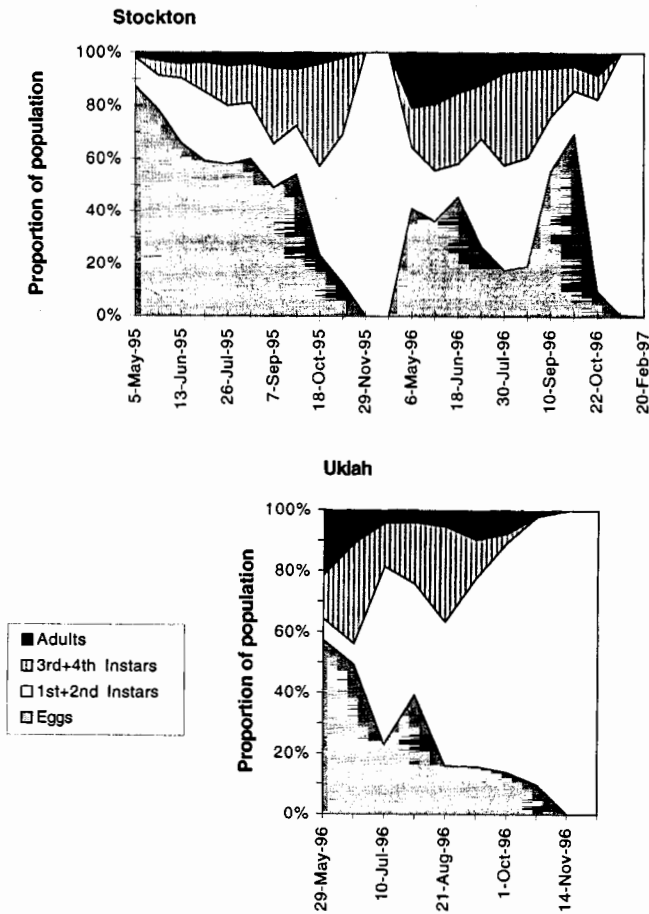 Stockton
Proportion of population
100%
80%
60%
40%
20%
0%
5-May-95
13-Jun-95
26-Jul-95
7-Sep-95
18-Oct-95
29-Nov-95
6-May-96
18-Jun-96
30-Jul-96
10-Sep-96
22-Oct-96
20-Feb-97
Ukiah
Proportion of population
100%
80%
60%
40%
20%
0%
29-May-96
10-Jul-96
21-Aug-96
1-Oct-96
14-Nov-96
Adults
3rd+4th Instars
1st+2nd Instars
Eggs